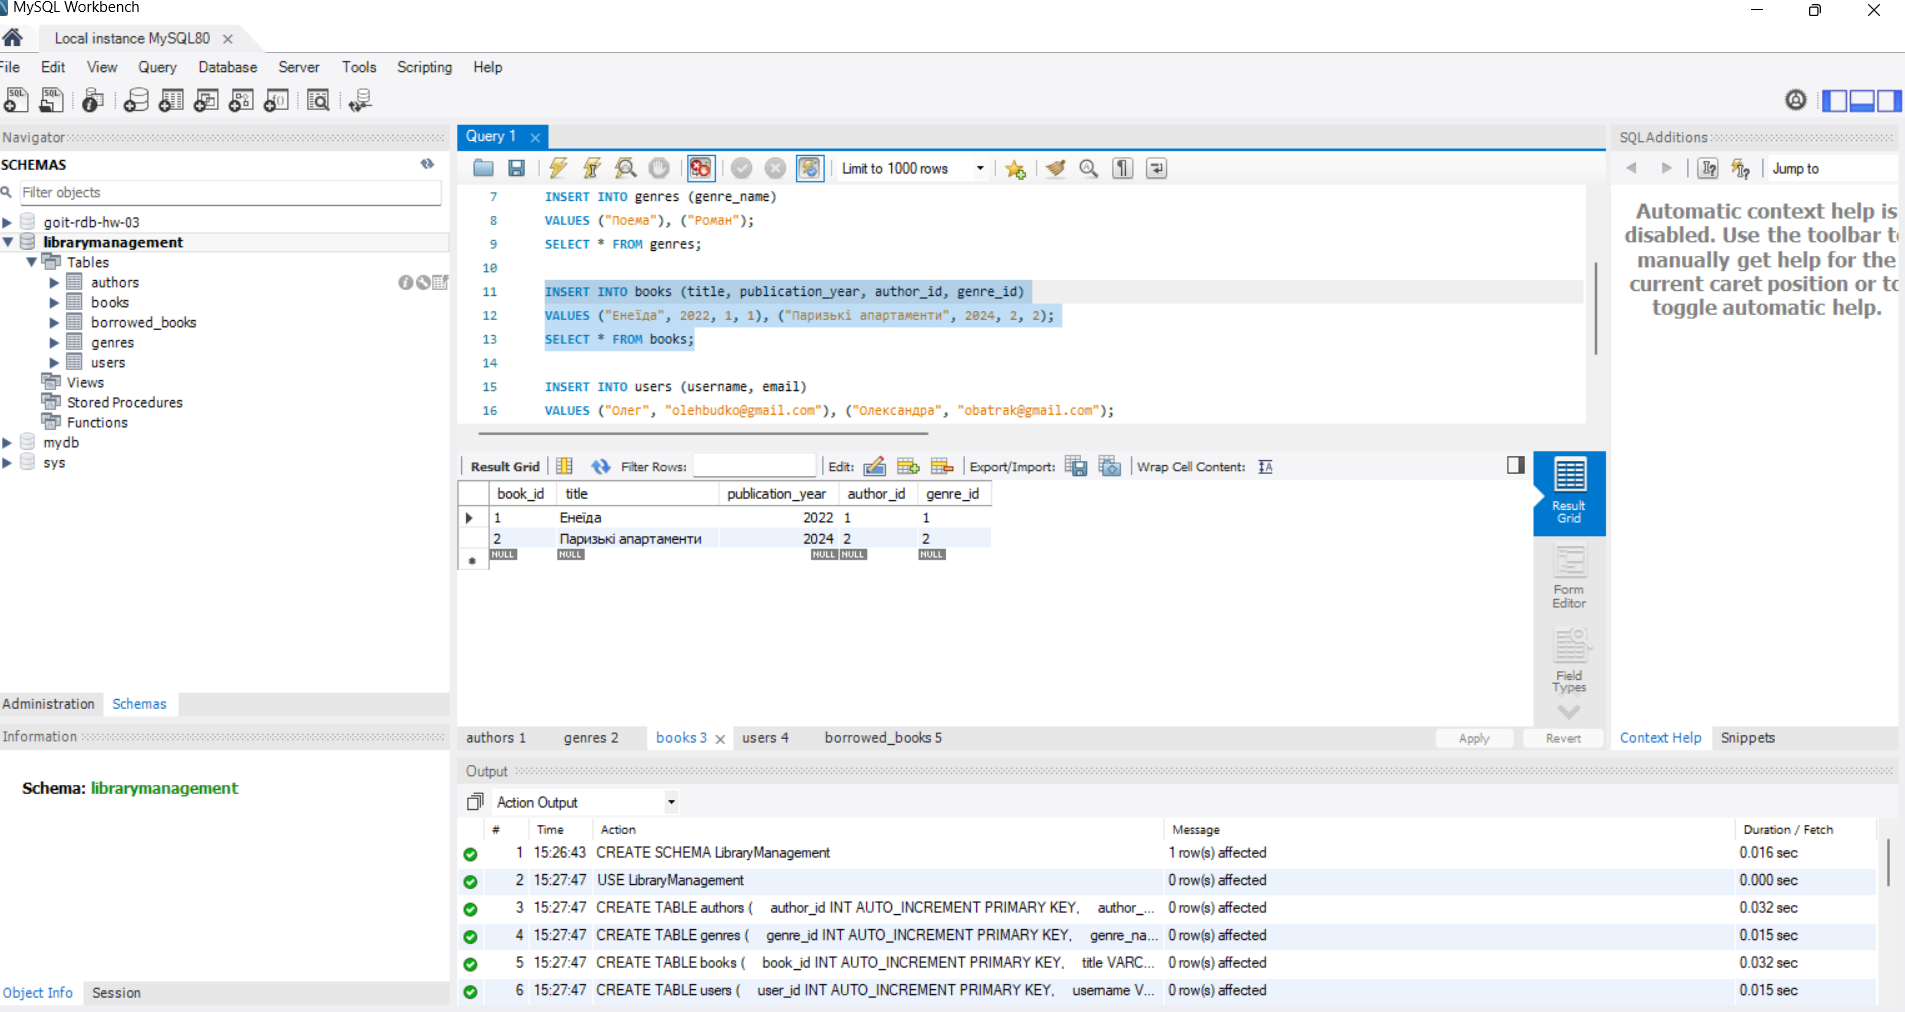 MySQL Workbench
Local instance MySQL80
File Edit View Query Database Server Tools Scripting Help
Navigator
SCHEMAS
Filter objects
goit-rdb-hw-03
librarymanagement
Tables
authors
books
borrowed_books
genres
users
Views
Stored Procedures
Functions
mydb
sys
Administration Schemas
Information
Schema: librarymanagement
Object Info Session
Query 1
Limit to 1000 rows
7 INSERT INTO genres (genre_name)
8 VALUES ("Поема"), ("Роман");
9 SELECT * FROM genres;
10
11 INSERT INTO books (title, publication_year, author_id, genre_id)
12 VALUES ("Енеїда", 2022, 1, 1), ("Паризькі апартаменти", 2024, 2, 2);
13 SELECT * FROM books;
14
15 INSERT INTO users (username, email)
16 VALUES ("Олег", "olehbudko@gmail.com"), ("Олександра", "obatrak@gmail.com");
Result Grid Filter Rows: Edit: Export/Import: Wrap Cell Content:
book_id title publication_year author_id genre_id
1 Енеїда 2022 1 1
2 Паризькі апартаменти 2024 2 2
NULL NULL NULL NULL NULL
Result
Grid
Form
Editor
Field
Types
authors 1 genres 2 books 3 users 4 borrowed_books 5
Apply Revert
Output
Action Output
# Time Action Message Duration / Fetch
1 15:26:43 CREATE SCHEMA LibraryManagement 1 row(s) affected 0.016 sec
2 15:27:47 USE LibraryManagement 0 row(s) affected 0.000 sec
3 15:27:47 CREATE TABLE authors ( author_id INT AUTO_INCREMENT PRIMARY KEY, author_... 0 row(s) affected 0.032 sec
4 15:27:47 CREATE TABLE genres ( genre_id INT AUTO_INCREMENT PRIMARY KEY, genre_na... 0 row(s) affected 0.015 sec
5 15:27:47 CREATE TABLE books ( book_id INT AUTO_INCREMENT PRIMARY KEY, title VARC... 0 row(s) affected 0.032 sec
6 15:27:47 CREATE TABLE users ( user_id INT AUTO_INCREMENT PRIMARY KEY, username V... 0 row(s) affected 0.015 sec
SQLAdditions
Jump to
Automatic context help is
disabled. Use the toolbar to
manually get help for the
current caret position or to
toggle automatic help.
Context Help Snippets